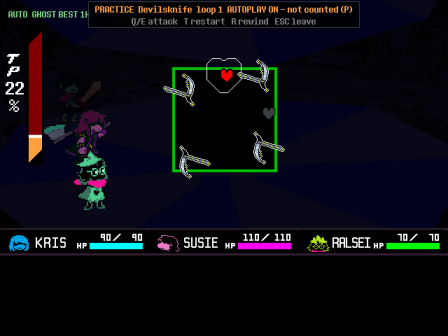 AUTO GHOST BEST 1H
PRACTICE Devilsknife loop 1 AUTOPLAY ON - not counted (P)
Q/E attack T restart R rewind ESC leave
TP
22
%
KRIS HP 90/ 90
SUSIE HP 110/ 110
RALSEI HP 70/ 70